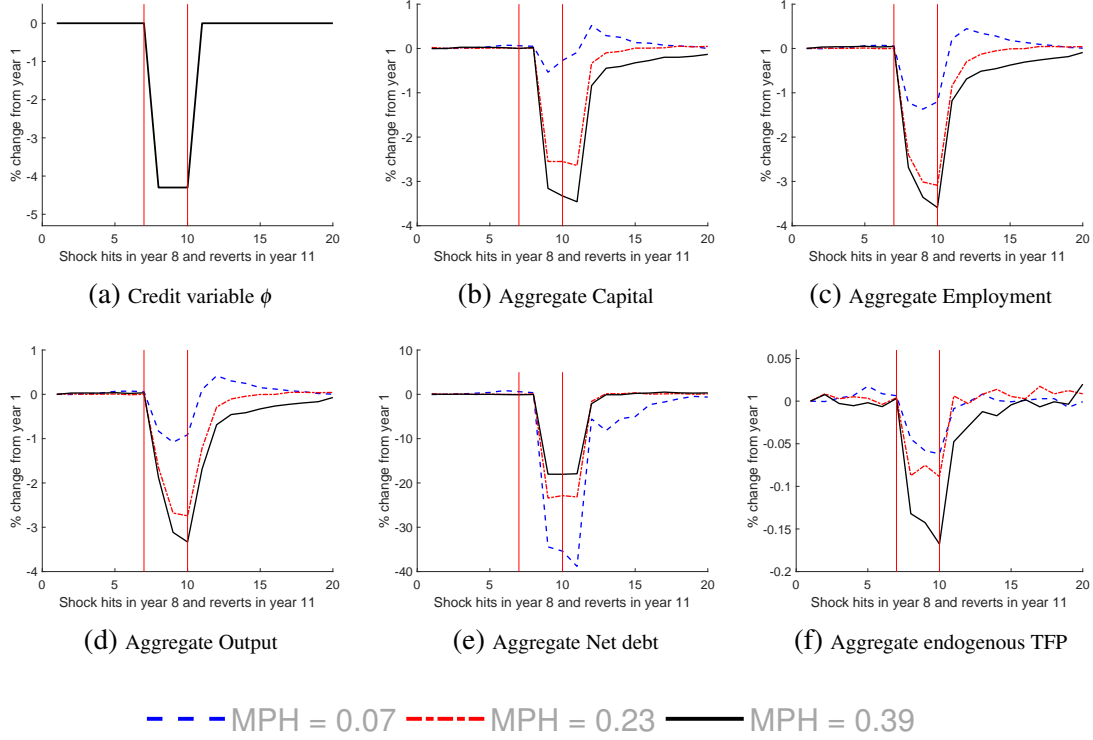 0
-1
-2
-3
-4
-5
% change from year 1
0 5 10 15 20
Shock hits in year 8 and reverts in year 11
(a) Credit variable ϕ
1
0
-1
-2
-3
-4
% change from year 1
0 5 10 15 20
Shock hits in year 8 and reverts in year 11
(b) Aggregate Capital
1
0
-1
-2
-3
-4
% change from year 1
0 5 10 15 20
Shock hits in year 8 and reverts in year 11
(c) Aggregate Employment
1
0
-1
-2
-3
-4
% change from year 1
0 5 10 15 20
Shock hits in year 8 and reverts in year 11
(d) Aggregate Output
10
0
-10
-20
-30
-40
% change from year 1
0 5 10 15 20
Shock hits in year 8 and reverts in year 11
(e) Aggregate Net debt
0.05
0
-0.05
-0.1
-0.15
-0.2
% change from year 1
0 5 10 15 20
Shock hits in year 8 and reverts in year 11
(f) Aggregate endogenous TFP
MPH = 0.07 MPH = 0.23 MPH = 0.39